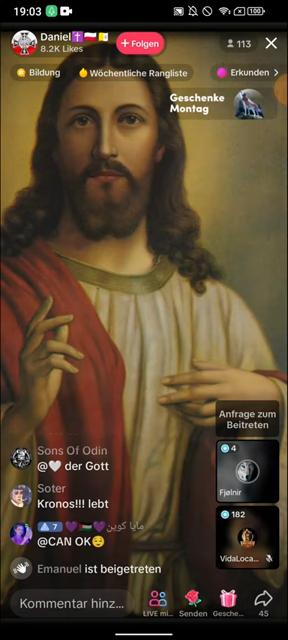 19:03
100
Daniel✝️🇵🇱🇻🇦
8.2K Likes
+ Folgen
113
Bildung
Wöchentliche Rangliste
Erkunden
Geschenke
Montag
Anfrage zum
Beitreten
Sons Of Odin
@🤍 der Gott
4
Fjølnir
Soter
Kronos!!! lebt
182
7 💜🇵🇸💜مايا كوين
@CAN OK😌
VidaLoca...
Emanuel ist beigetreten
Kommentar hinz...
LIVE mi...
Senden
Gesche...
45